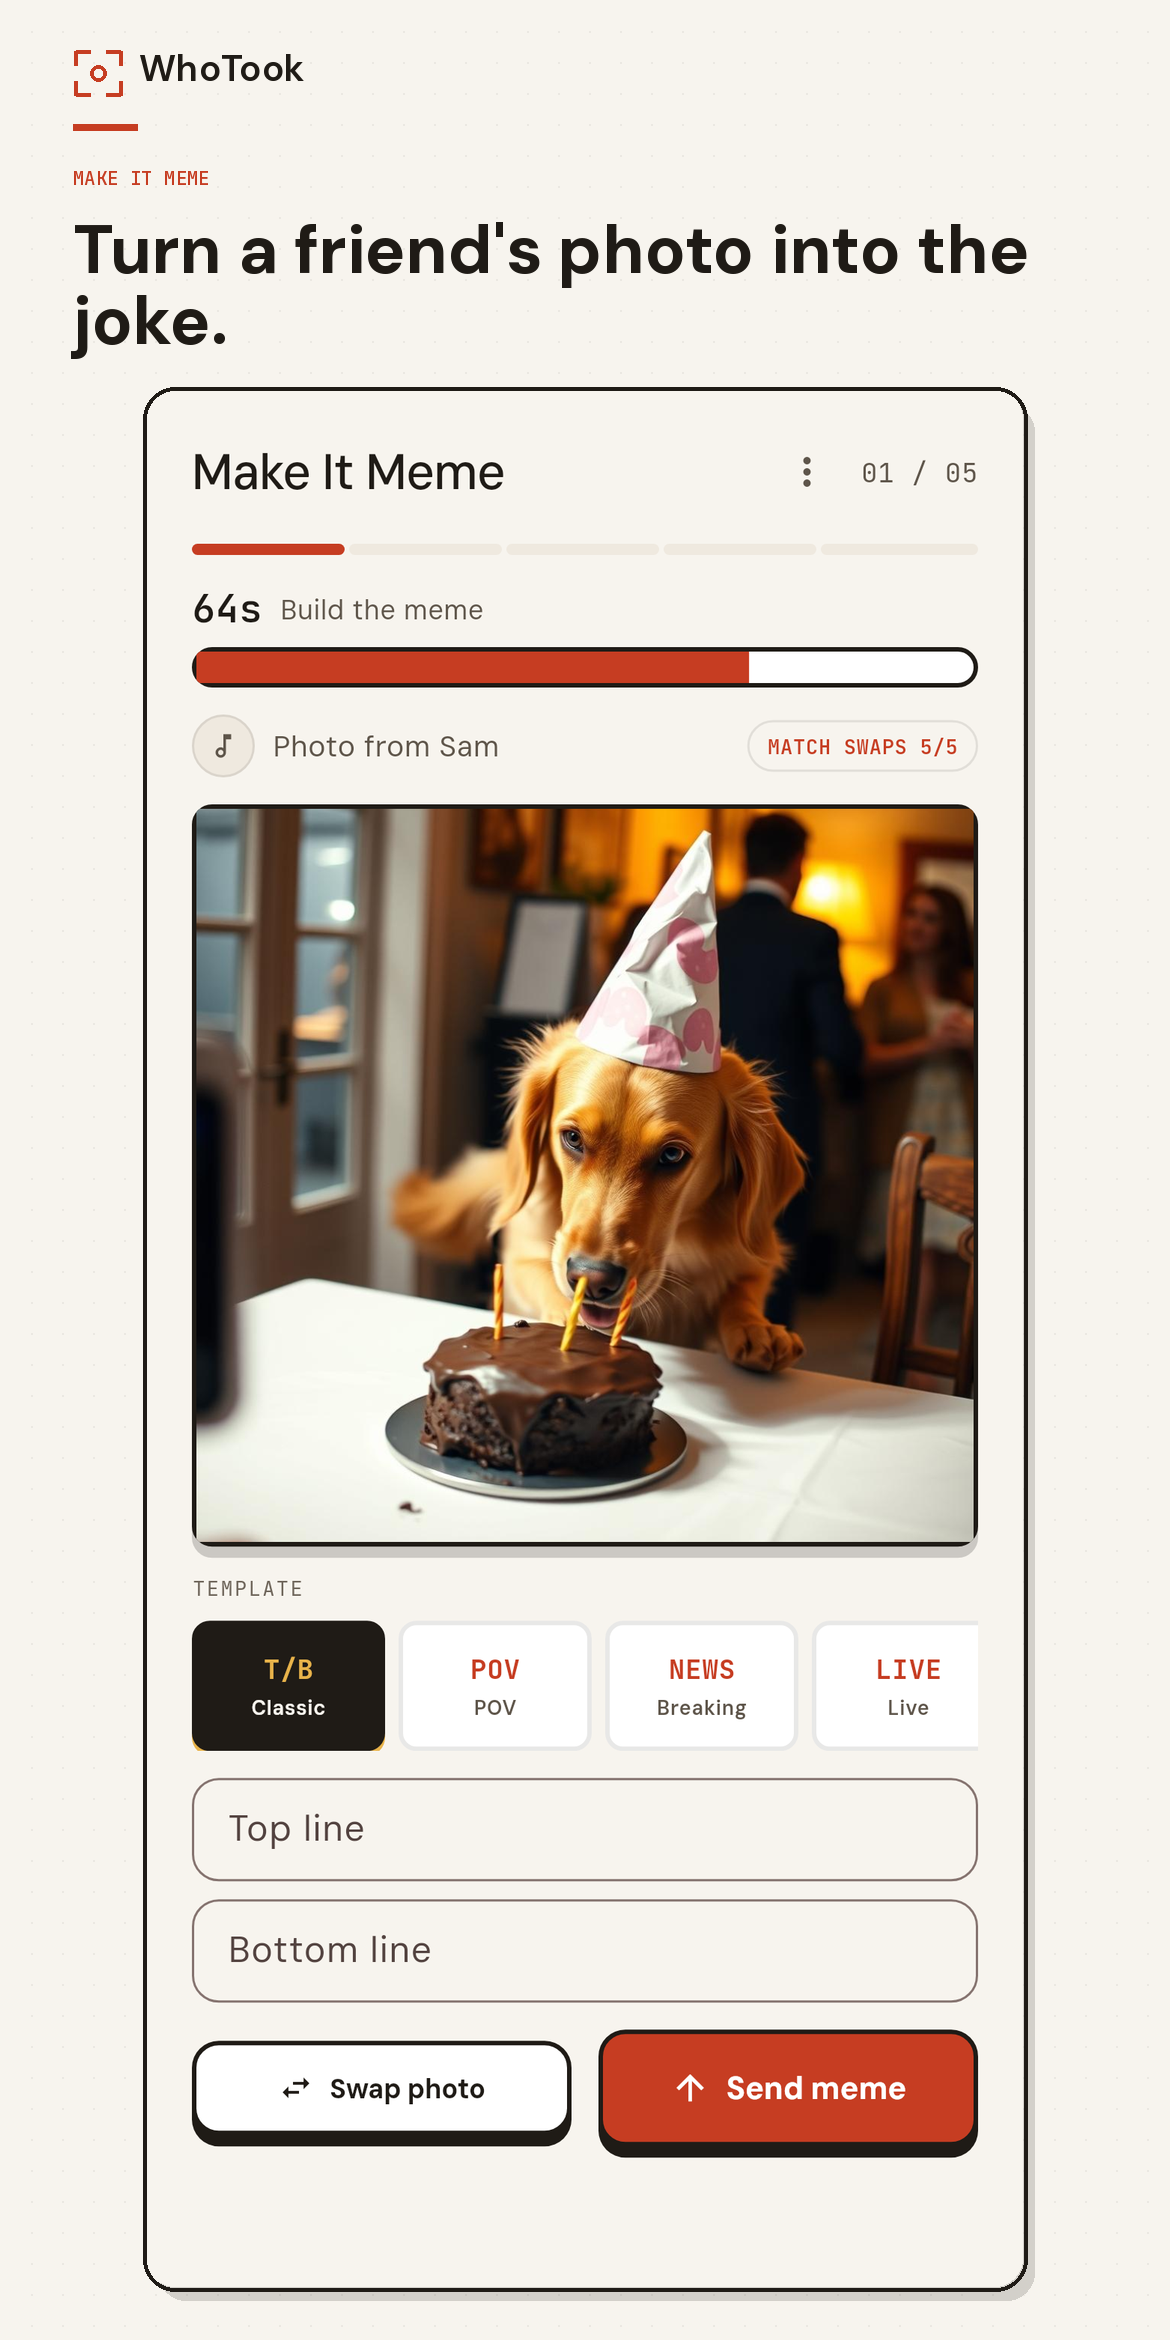 WhoTook
MAKE IT MEME
Turn a friend's photo into the
joke.
Make It Meme
01 / 05
64s Build the meme
Photo from Sam
MATCH SWAPS 5/5
TEMPLATE
T/B
Classic
POV
POV
NEWS
Breaking
LIVE
Live
Top line
Bottom line
Swap photo
Send meme